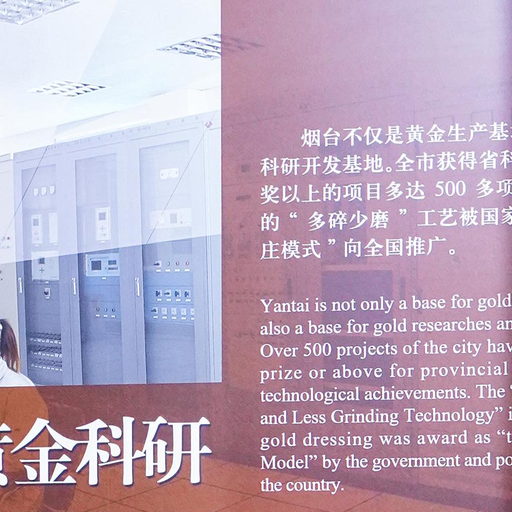 烟台不仅是黄金生产基
科研开发基地。全市获得省科
奖以上的项目多达 500 多项
的“多碎少磨”工艺被国家
庄模式”向全国推广。
Yantai is not only a base for gold
also a base for gold researches an
Over 500 projects of the city hav
prize or above for provincial
technological achievements. The “
and Less Grinding Technology” i
gold dressing was award as “t
Model” by the government and po
the country.
黄金科研